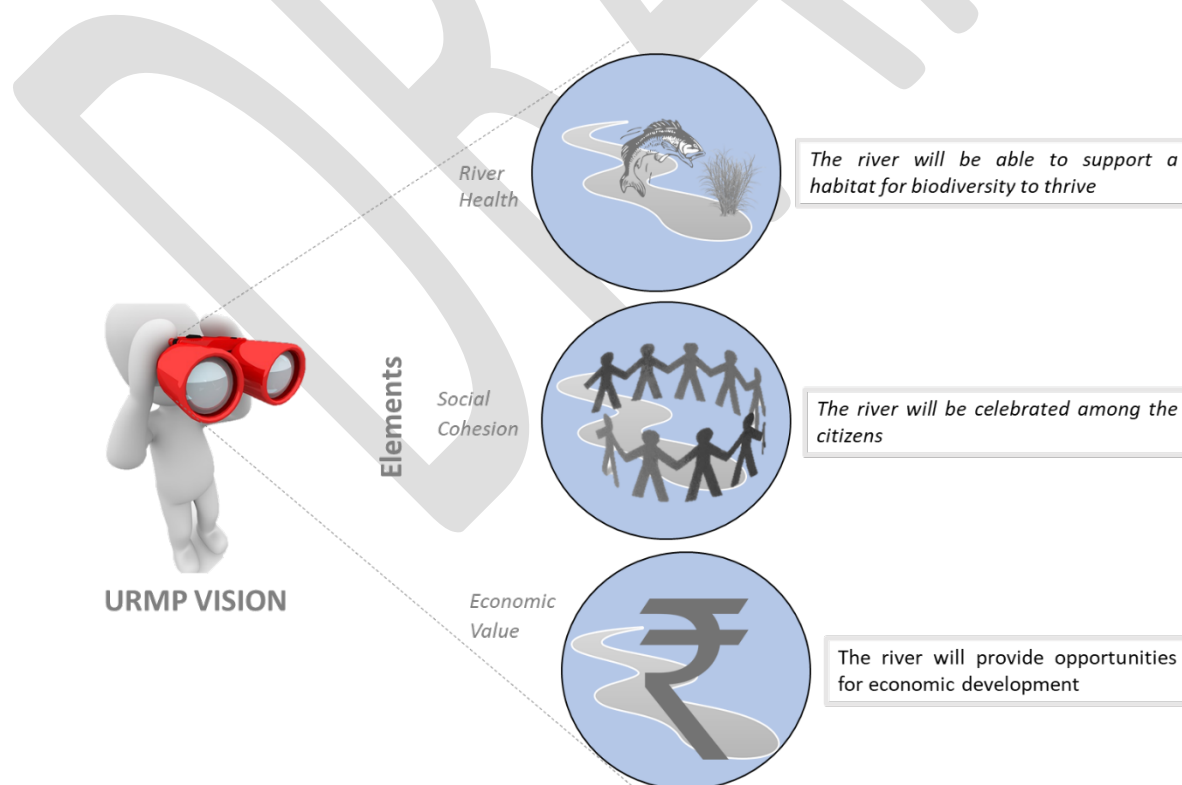 River
Health
The river will be able to support a
habitat for biodiversity to thrive
Elements
Social
Cohesion
The river will be celebrated among the
citizens
URMP VISION
Economic
Value
₹
The river will provide opportunities
for economic development